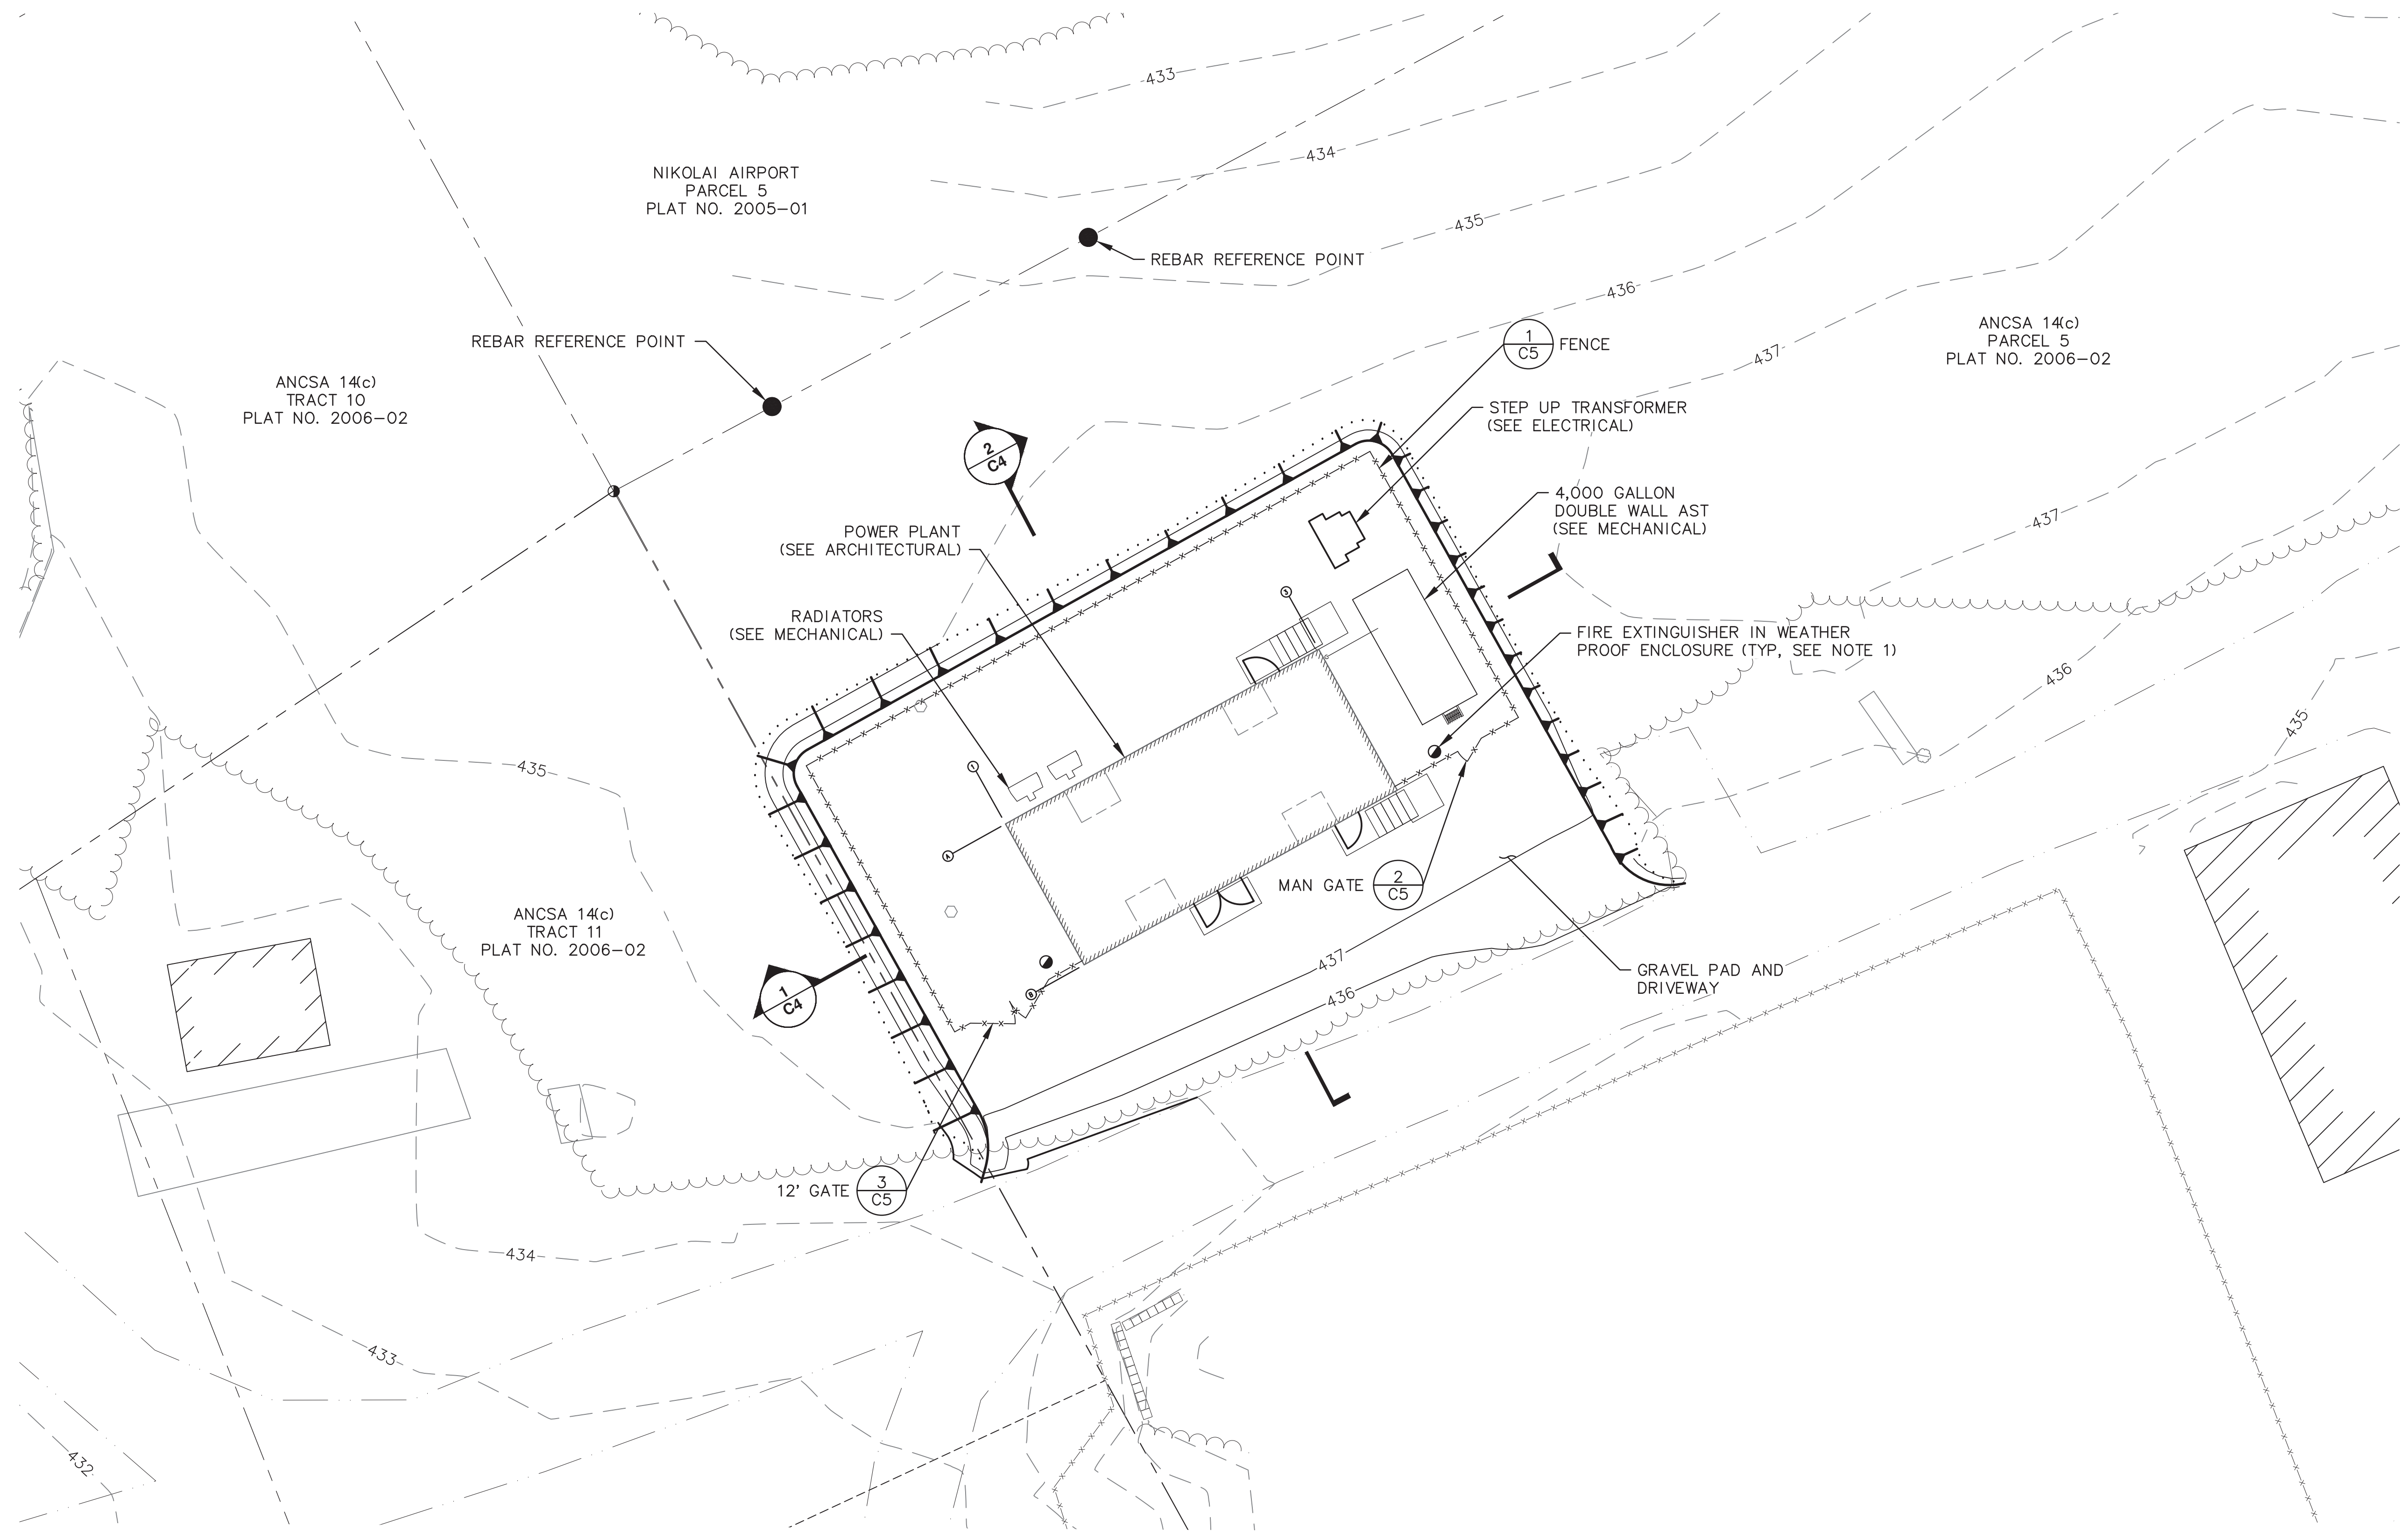 433
434
435
436
437
NIKOLAI AIRPORT
PARCEL 5
PLAT NO. 2005-01
REBAR REFERENCE POINT
REBAR REFERENCE POINT
ANCSA 14(c)
TRACT 10
PLAT NO. 2006-02
ANCSA 14(c)
PARCEL 5
PLAT NO. 2006-02
1
C5
FENCE
STEP UP TRANSFORMER
(SEE ELECTRICAL)
2
C4
4,000 GALLON
DOUBLE WALL AST
(SEE MECHANICAL)
437
POWER PLANT
(SEE ARCHITECTURAL)
RADIATORS
(SEE MECHANICAL)
3
FIRE EXTINGUISHER IN WEATHER
PROOF ENCLOSURE (TYP, SEE NOTE 1)
436
435
435
1
A
MAN GATE
2
C5
ANCSA 14(c)
TRACT 11
PLAT NO. 2006-02
437
436
GRAVEL PAD AND
DRIVEWAY
B
1
C4
12' GATE
3
C5
434
433
432